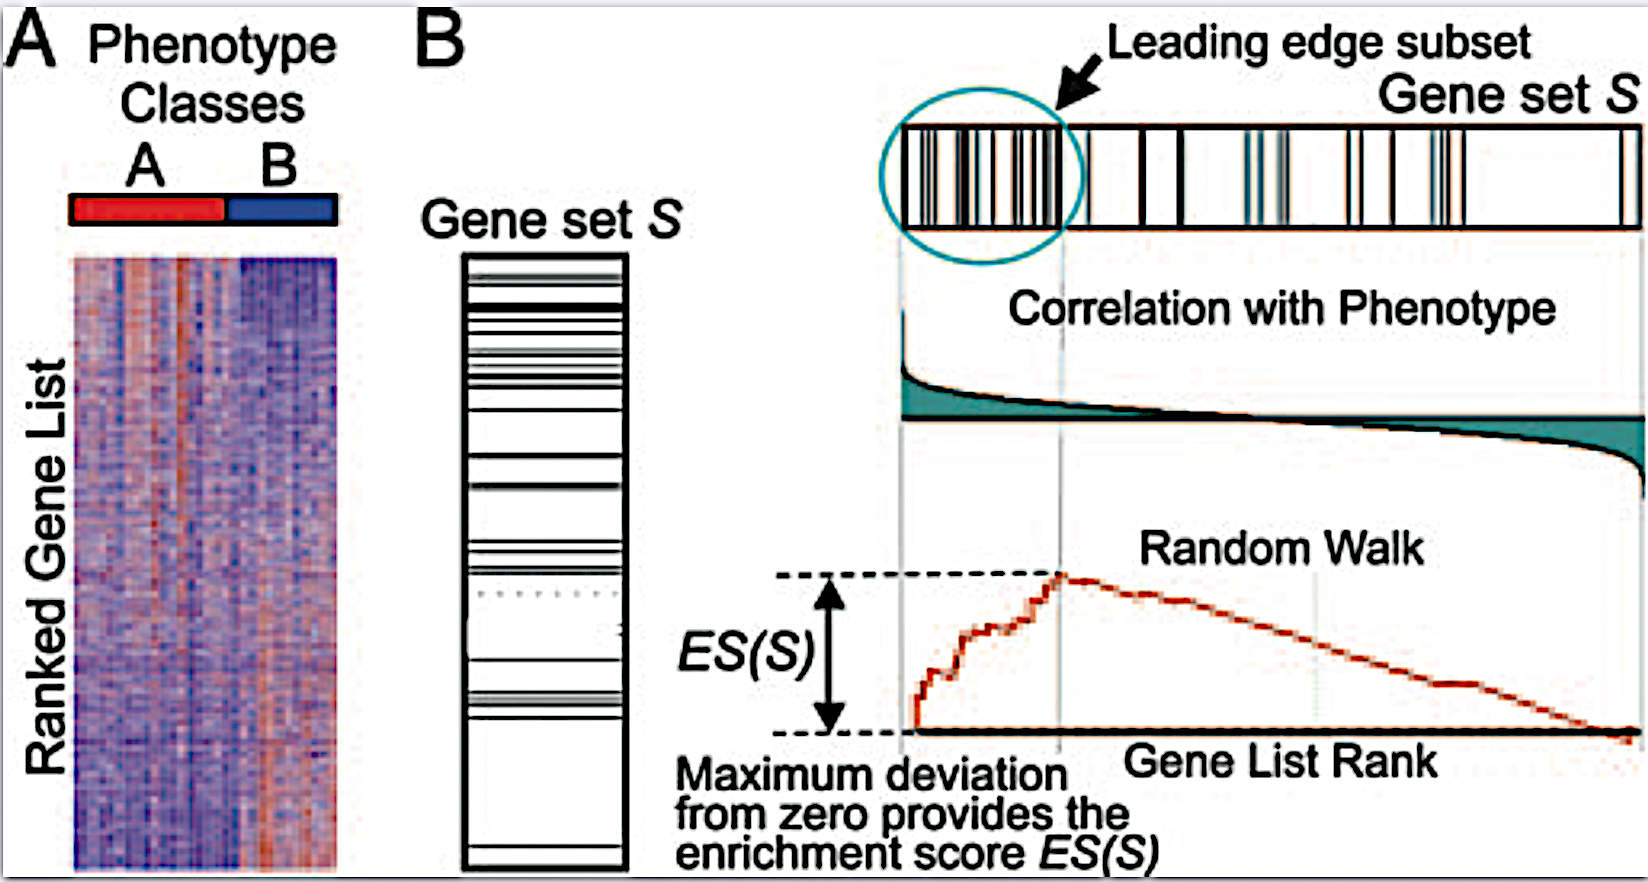 A
Phenotype
Classes
A B
Ranked Gene List
B
Gene set S
Leading edge subset
Gene set S
Correlation with Phenotype
Random Walk
ES(S)
Gene List Rank
Maximum deviation
from zero provides the
enrichment score ES(S)